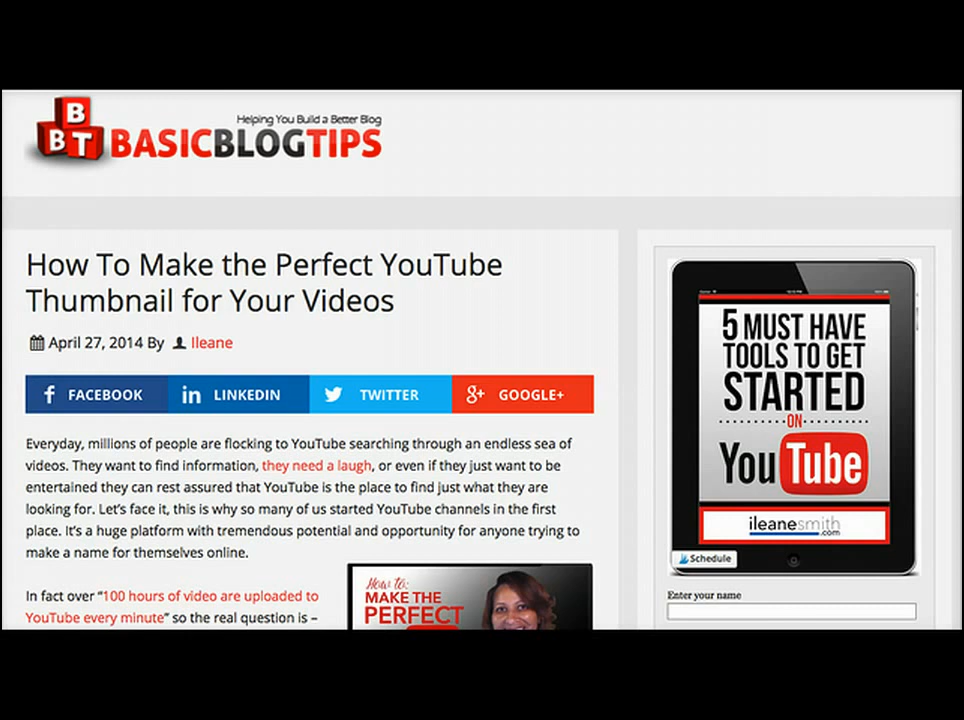 B
B T
Helping You Build a Better Blog
BASICBLOGTIPS
How To Make the Perfect YouTube
Thumbnail for Your Videos
April 27, 2014 By Ileane
FACEBOOK
LINKEDIN
TWITTER
GOOGLE+
Everyday, millions of people are flocking to YouTube searching through an endless sea of
videos. They want to find information, they need a laugh, or even if they just want to be
entertained they can rest assured that YouTube is the place to find just what they are
looking for. Let's face it, this is why so many of us started YouTube channels in the first
place. It's a huge platform with tremendous potential and opportunity for anyone trying to
make a name for themselves online.
In fact over “100 hours of video are uploaded to
YouTube every minute” so the real question is –
How to:
MAKE THE
PERFECT
5 MUST HAVE
TOOLS TO GET
STARTED
ON
YouTube
ileanesmith
.com
Schedule
Enter your name